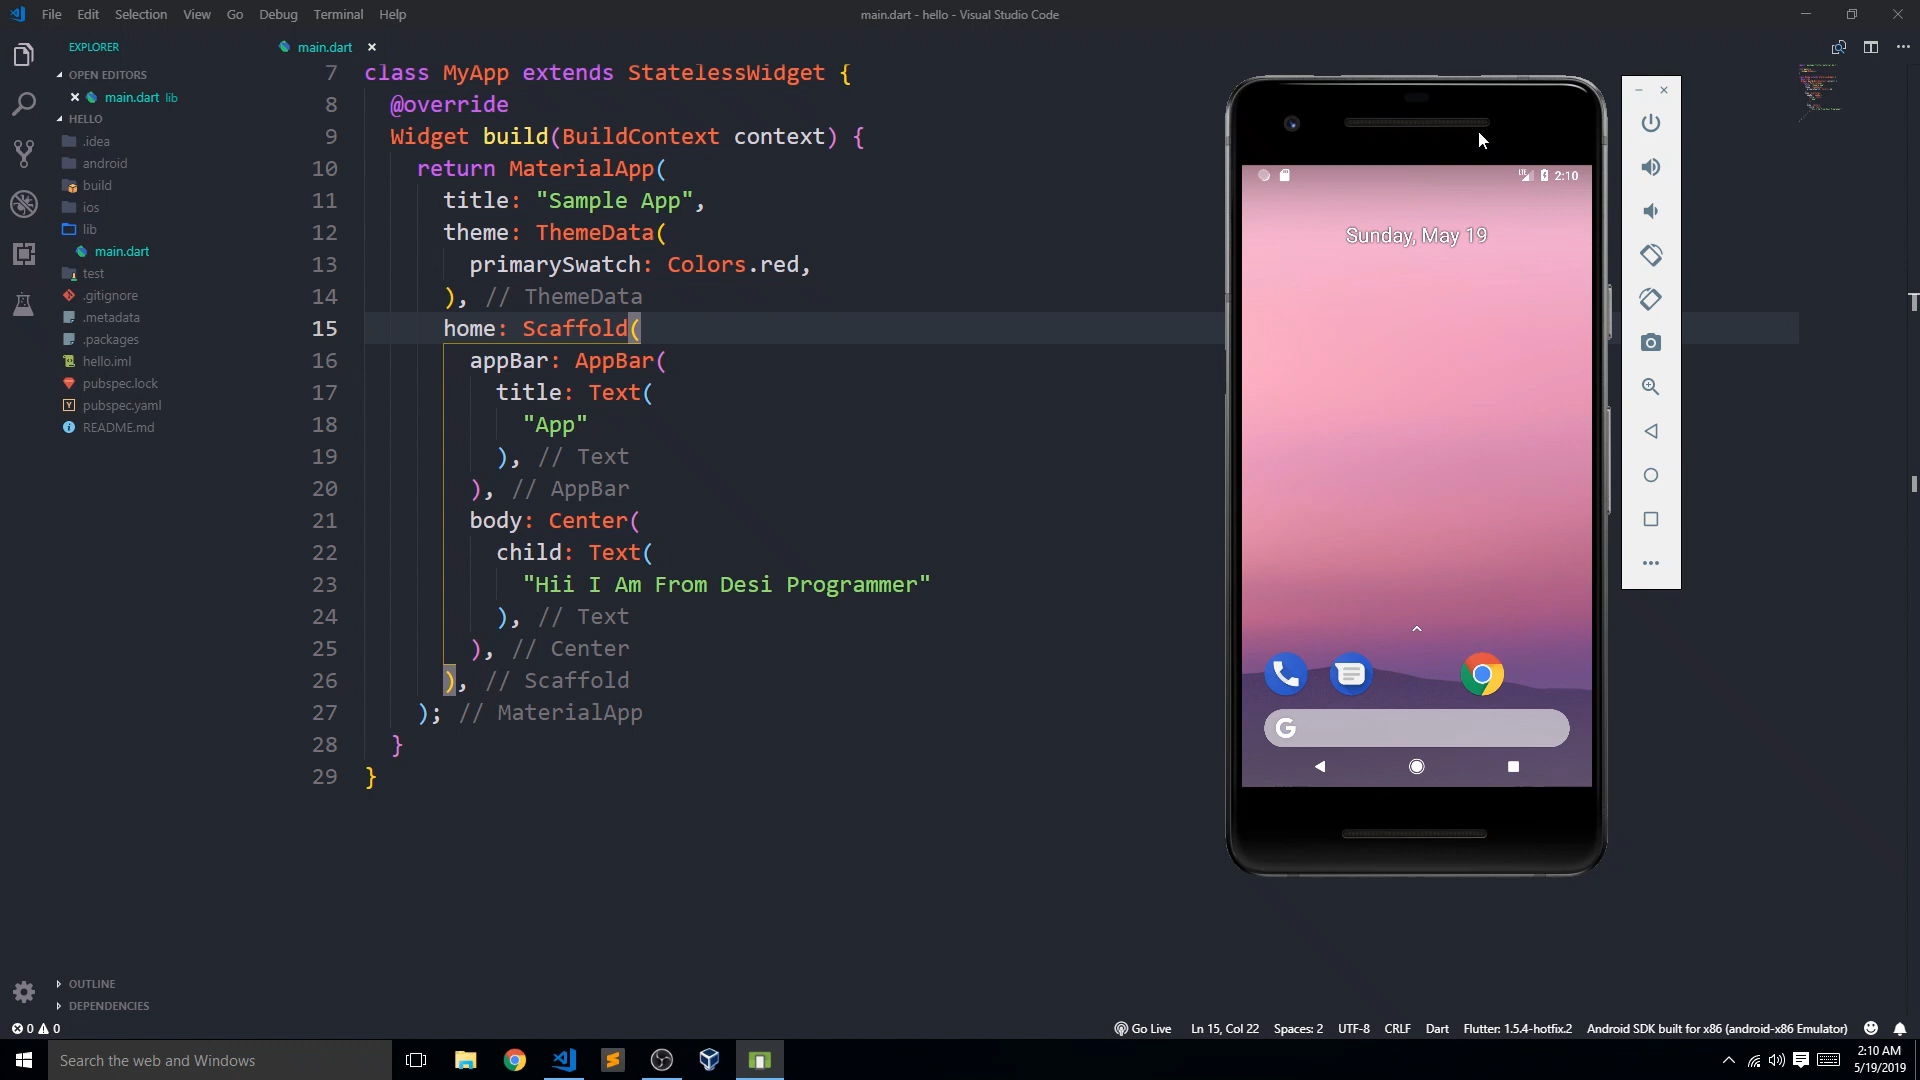 File Edit Selection View Go Debug Terminal Help
main.dart - hello - Visual Studio Code
EXPLORER
main.dart
OPEN EDITORS
main.dart lib
HELLO
.idea
android
build
ios
lib
main.dart
test
.gitignore
.metadata
.packages
hello.iml
pubspec.lock
pubspec.yaml
README.md
7 class MyApp extends StatelessWidget {
8 @override
9 Widget build(BuildContext context) {
10 return MaterialApp(
11 title: "Sample App",
12 theme: ThemeData(
13 primarySwatch: Colors.red,
14 ), // ThemeData
15 home: Scaffold(
16 appBar: AppBar(
17 title: Text(
18 "App"
19 ), // Text
20 ), // AppBar
21 body: Center(
22 child: Text(
23 "Hii I Am From Desi Programmer"
24 ), // Text
25 ), // Center
26 ), // Scaffold
27 ); // MaterialApp
28 }
29 }
LTE 2:10
Sunday, May 19
G
OUTLINE
DEPENDENCIES
0 0
Go Live Ln 15, Col 22 Spaces: 2 UTF-8 CRLF Dart Flutter: 1.5.4-hotfix.2 Android SDK built for x86 (android-x86 Emulator)
Search the web and Windows
2:10 AM
5/19/2019